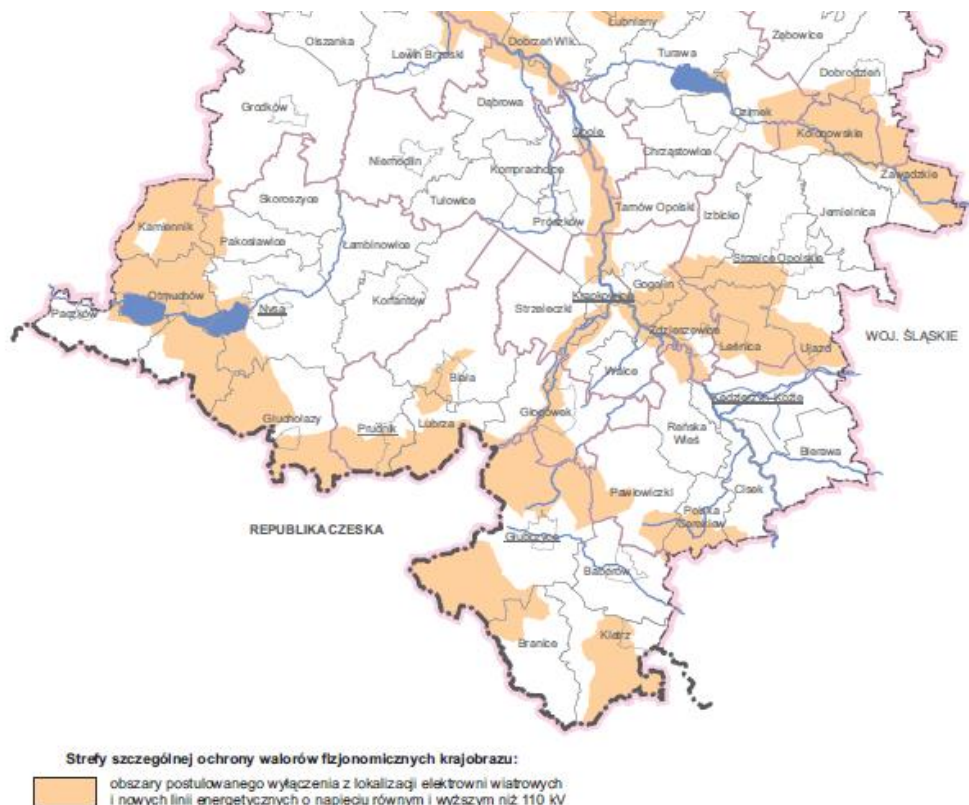 Łubniany
Olszanka
Zębowice
Lewin Brzeski
Dobrzeń Wlk.
Turawa
Dobrodzień
Grodków
Dąbrowa
Ozimek
Opole
Kolonowskie
Niemodlin
Chrząstowice
Komprachcice
Zawadzkie
Skoroszyce
Tułowice
Prószków
Tarnów Opolski
Izbicko
Jemielnica
Kamiennik
Pakosławice
Łambinowice
Strzelce Opolskie
Otmuchów
Nysa
Korfantów
Gogolin
Krapkowice
Paczków
Strzeleczki
Zdzieszowice
Leśnica
Ujazd
WOJ. ŚLĄSKIE
Walce
Biała
Kędzierzyn-Koźle
Głuchołazy
Prudnik
Lubrza
Głogówek
Reńska
Wieś
Bierawa
Pawłowiczki
Cisek
Polska
Cerekiew
REPUBLIKA CZESKA
Głubczyce
Baborów
Branice
Kietrz
Strefy szczególnej ochrony walorów fizjonomicznych krajobrazu:
obszary postulowanego wyłączenia z lokalizacji elektrowni wiatrowych
i nowych linii energetycznych o napięciu równym i wyższym niż 110 kV